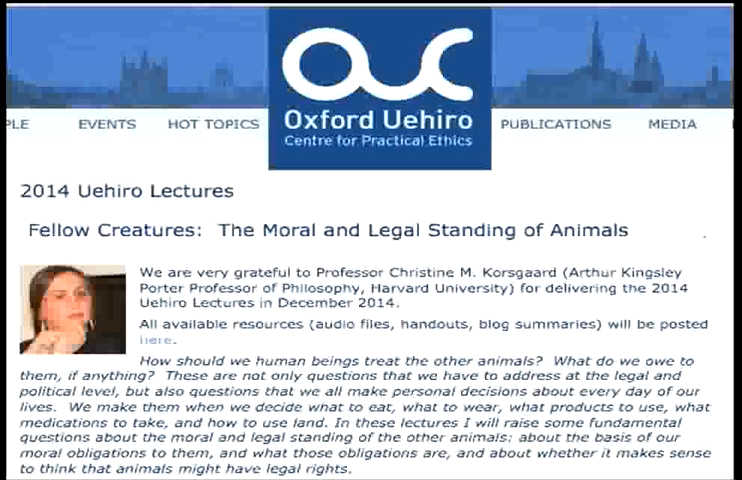 OUC
Oxford Uehiro
Centre for Practical Ethics
PLE EVENTS HOT TOPICS PUBLICATIONS MEDIA
2014 Uehiro Lectures
Fellow Creatures: The Moral and Legal Standing of Animals
We are very grateful to Professor Christine M. Korsgaard (Arthur Kingsley
Porter Professor of Philosophy, Harvard University) for delivering the 2014
Uehiro Lectures in December 2014.
All available resources (audio files, handouts, blog summaries) will be posted
here.
How should we human beings treat the other animals? What do we owe to
them, if anything? These are not only questions that we have to address at the legal and
political level, but also questions that we all make personal decisions about every day of our
lives. We make them when we decide what to eat, what to wear, what products to use, what
medications to take, and how to use land. In these lectures I will raise some fundamental
questions about the moral and legal standing of the other animals: about the basis of our
moral obligations to them, and what those obligations are, and about whether it makes sense
to think that animals might have legal rights.